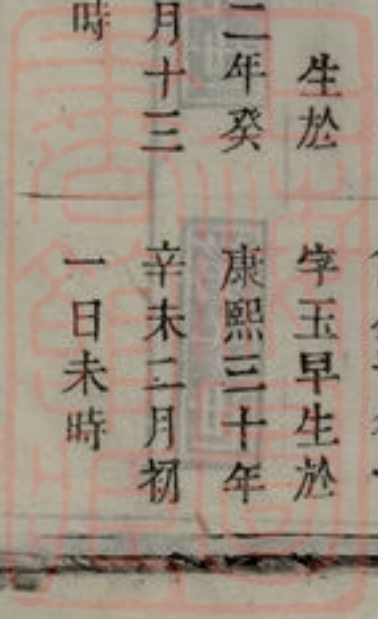 生於
二年癸
月十三
時
字玉早生於
康熙三十年
辛未二月初
一日未時